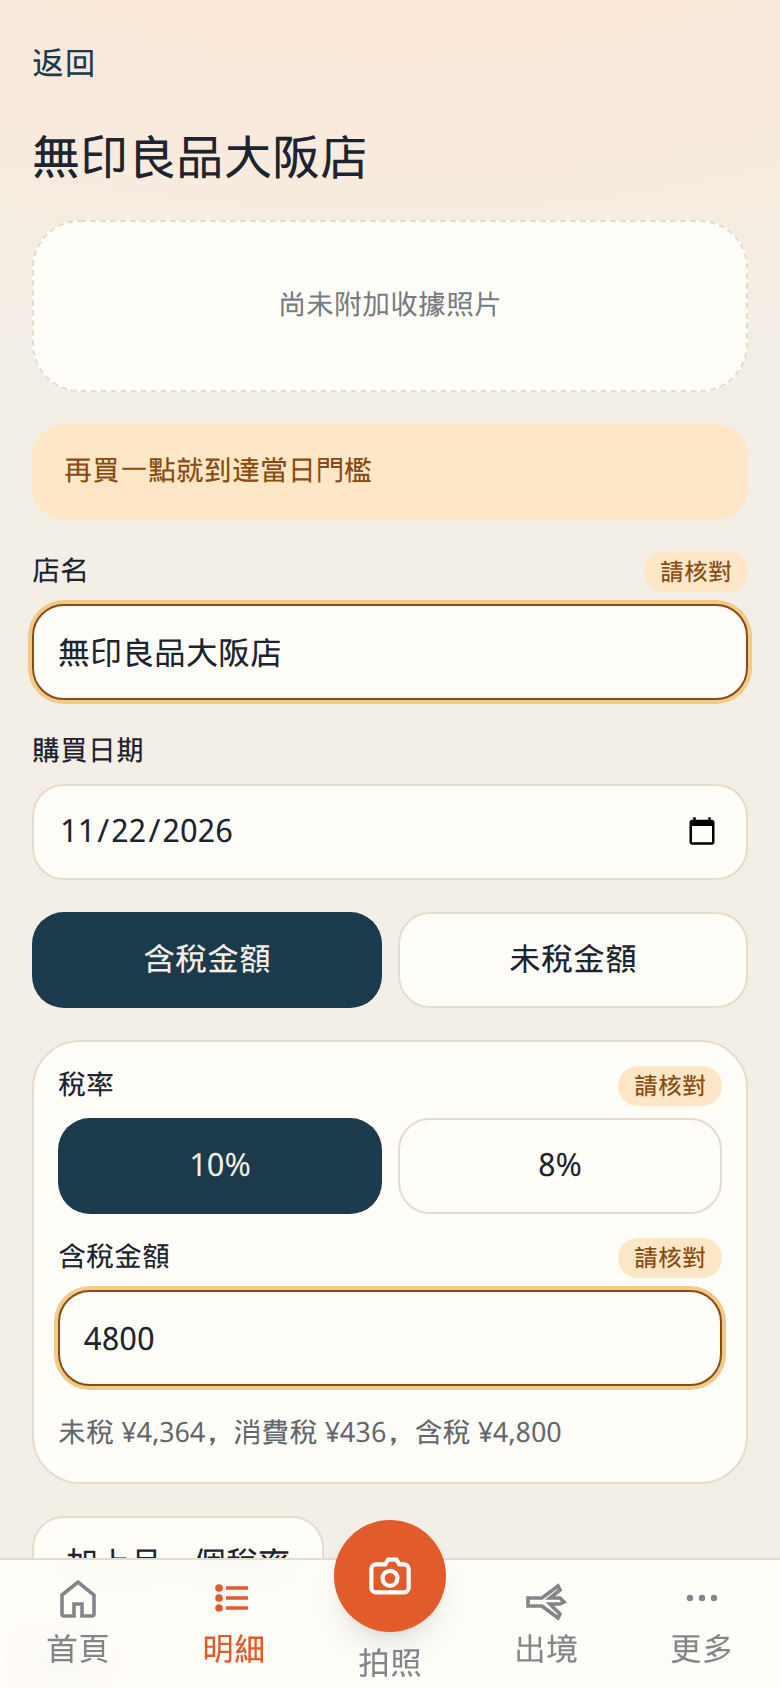 返回
無印良品大阪店
尚未附加收據照片
再買一點就到達當日門檻
店名
請核對
無印良品大阪店
購買日期
11/22/2026
含稅金額
未稅金額
稅率
請核對
10%
8%
含稅金額
請核對
4800
未稅 ¥4,364，消費稅 ¥436，含稅 ¥4,800
首頁
明細
拍照
出境
更多